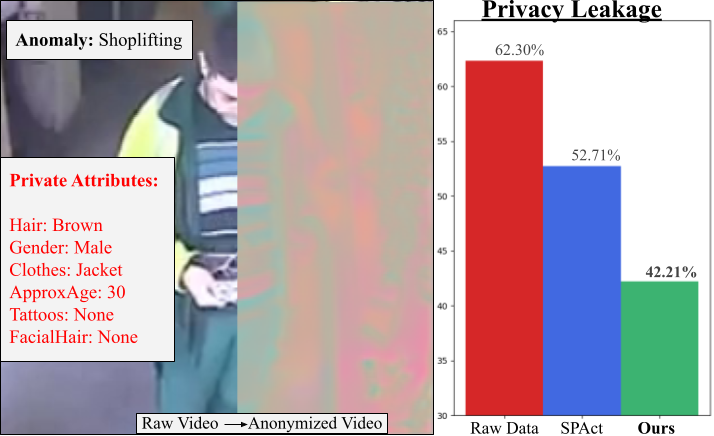 Anomaly: Shoplifting
Private Attributes:
Hair: Brown
Gender: Male
Clothes: Jacket
ApproxAge: 30
Tattoos: None
FacialHair: None
Raw Video → Anonymized Video
Privacy Leakage
65
60
55
50
45
40
35
30
62.30%
52.71%
42.21%
Raw Data SPAct Ours